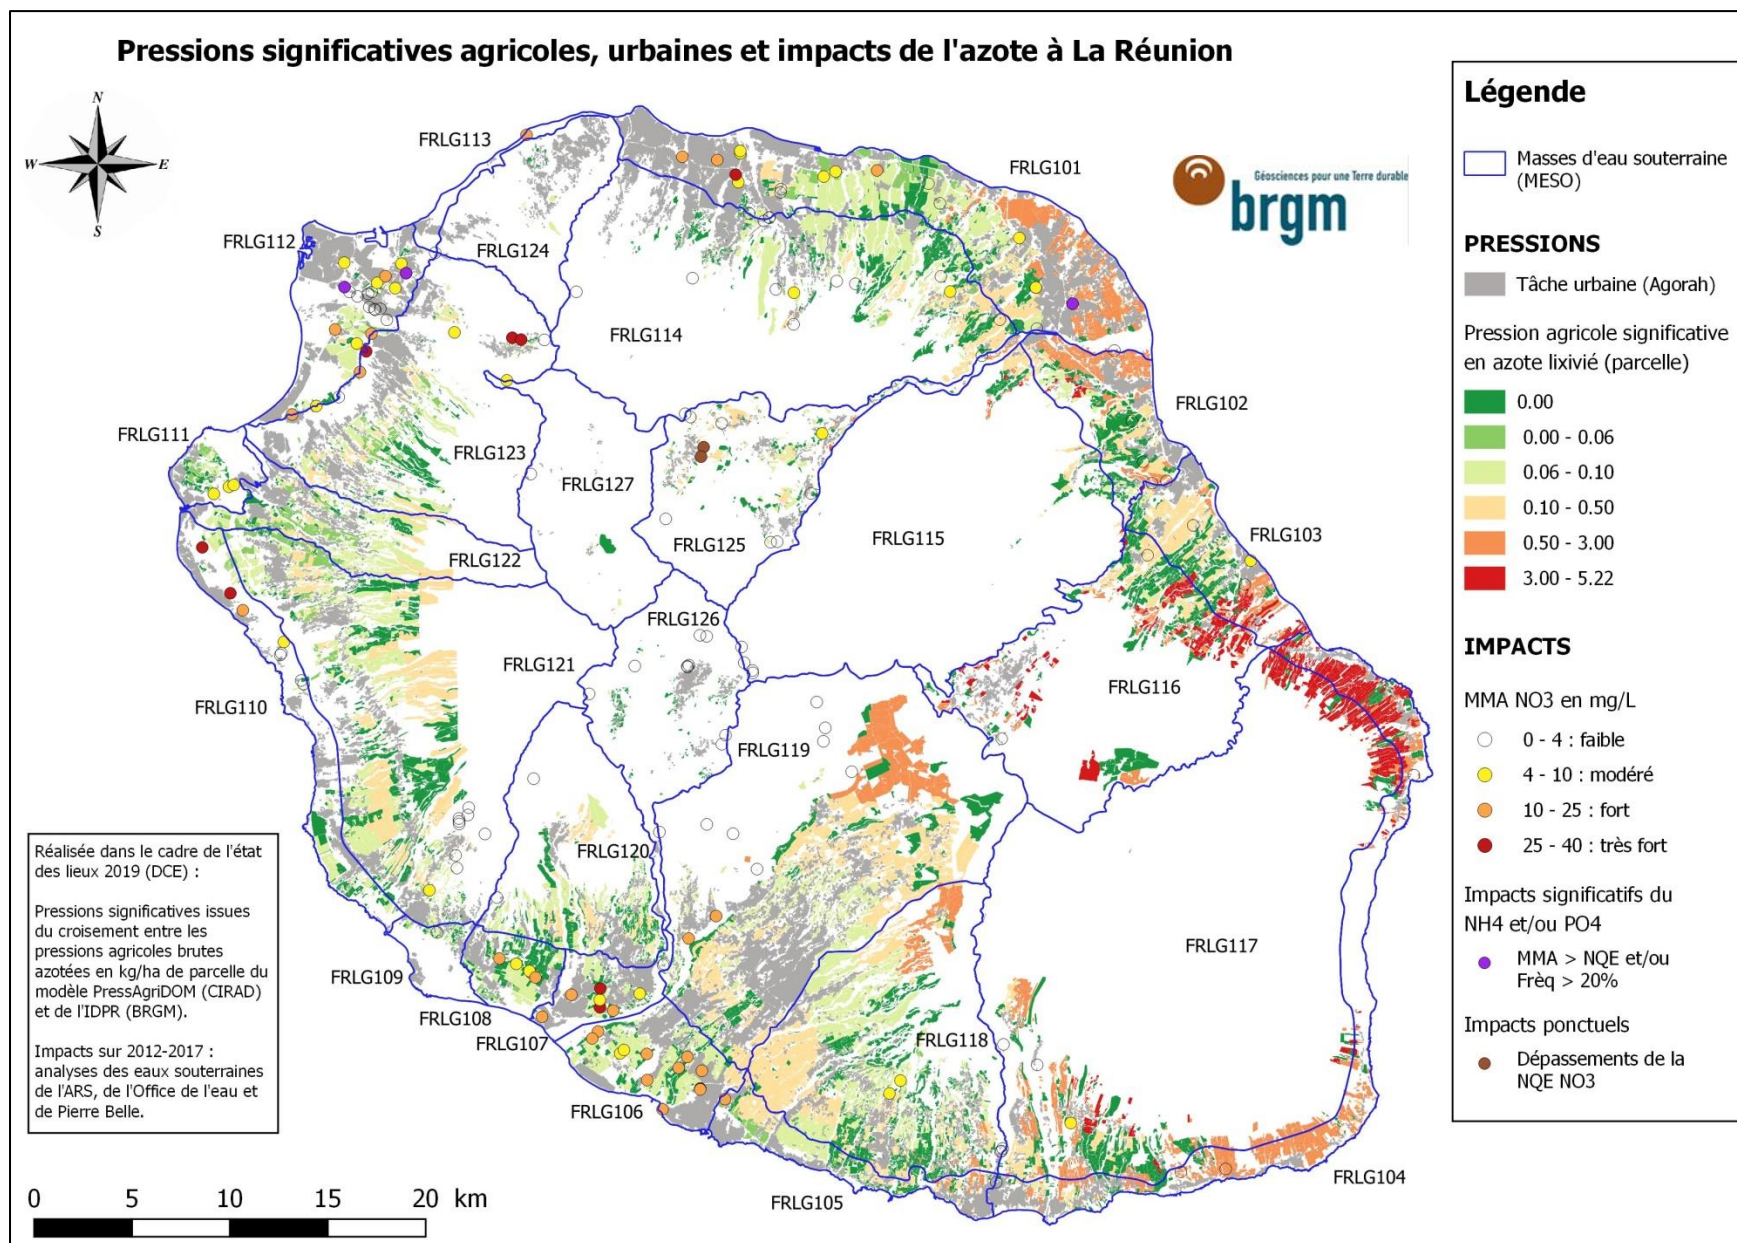 Pressions significatives agricoles, urbaines et impacts de l'azote à La Réunion
N
W
E
S
FRLG113
FRLG101
FRLG112
FRLG124
FRLG114
FRLG102
FRLG111
FRLG123
FRLG127
FRLG125
FRLG115
FRLG103
FRLG122
FRLG126
FRLG121
FRLG116
FRLG110
FRLG119
FRLG120
FRLG117
FRLG109
FRLG108
FRLG107
FRLG118
FRLG106
FRLG105
FRLG104
Géosciences pour une Terre durable
brgm
Réalisée dans le cadre de l'état
des lieux 2019 (DCE) :
Pressions significatives issues
du croisement entre les
pressions agricoles brutes
azotées en kg/ha de parcelle du
modèle PressAgriDOM (CIRAD)
et de l'IDPR (BRGM).
Impacts sur 2012-2017 :
analyses des eaux souterraines
de l'ARS, de l'Office de l'eau et
de Pierre Belle.
0 5 10 15 20 km
Légende
Masses d'eau souterraine
(MESO)
PRESSIONS
Tâche urbaine (Agorah)
Pression agricole significative
en azote lixivié (parcelle)
0.00
0.00 - 0.06
0.06 - 0.10
0.10 - 0.50
0.50 - 3.00
3.00 - 5.22
IMPACTS
MMA NO3 en mg/L
0 - 4 : faible
4 - 10 : modéré
10 - 25 : fort
25 - 40 : très fort
Impacts significatifs du
NH4 et/ou PO4
MMA > NQE et/ou
Frèq > 20%
Impacts ponctuels
Dépassements de la
NQE NO3